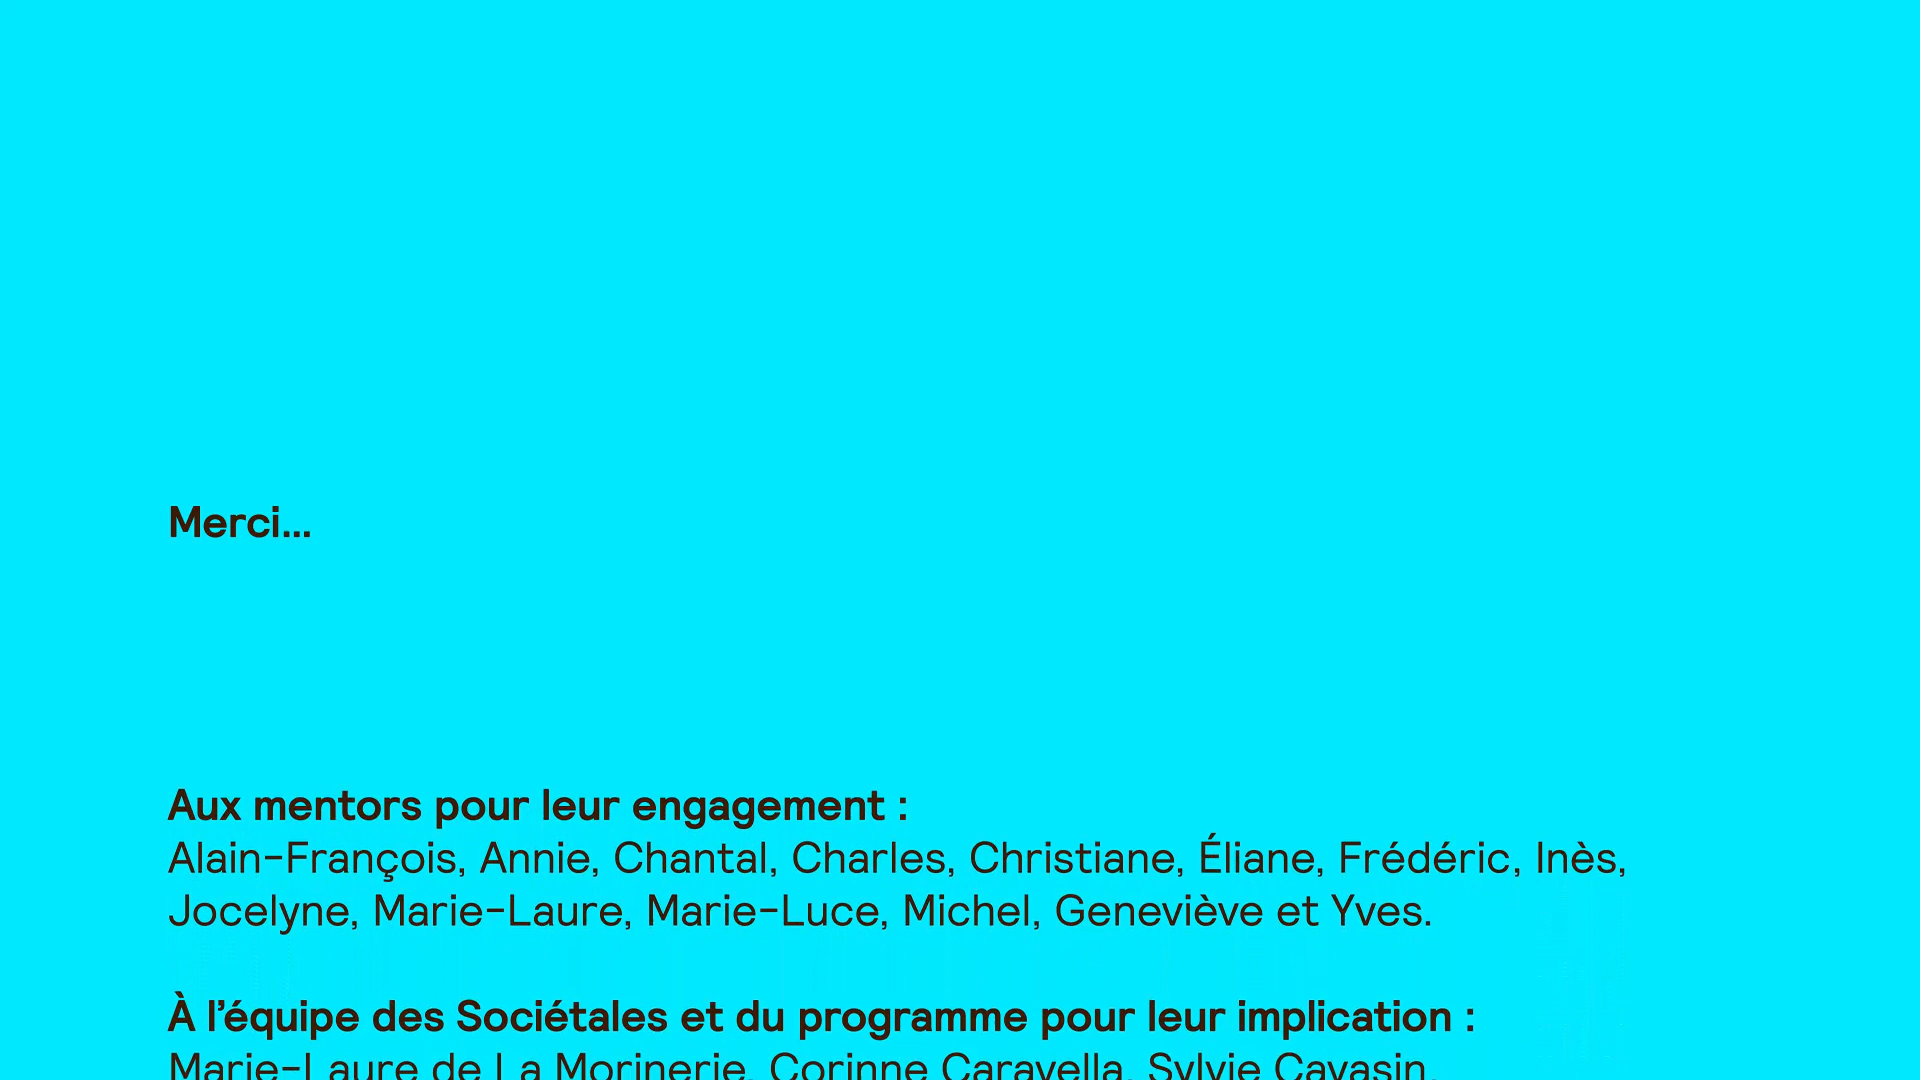 Merci...
Aux mentors pour leur engagement :
Alain-François, Annie, Chantal, Charles, Christiane, Éliane, Frédéric, Inès,
Jocelyne, Marie-Laure, Marie-Luce, Michel, Geneviève et Yves.
À l’équipe des Sociétales et du programme pour leur implication :
Marie-Laure de La Morinerie, Corinne Caravella, Sylvie Cavasin,